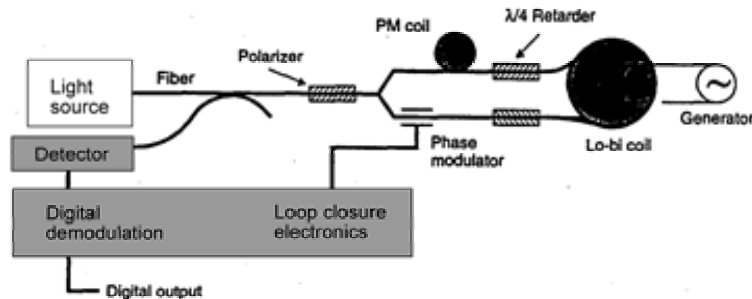 PM coil
λ/4 Retarder
Polarizer
Fiber
Light
source
Generator
Phase
modulator
Lo-bi coil
Detector
Digital
demodulation
Loop closure
electronics
Digital output